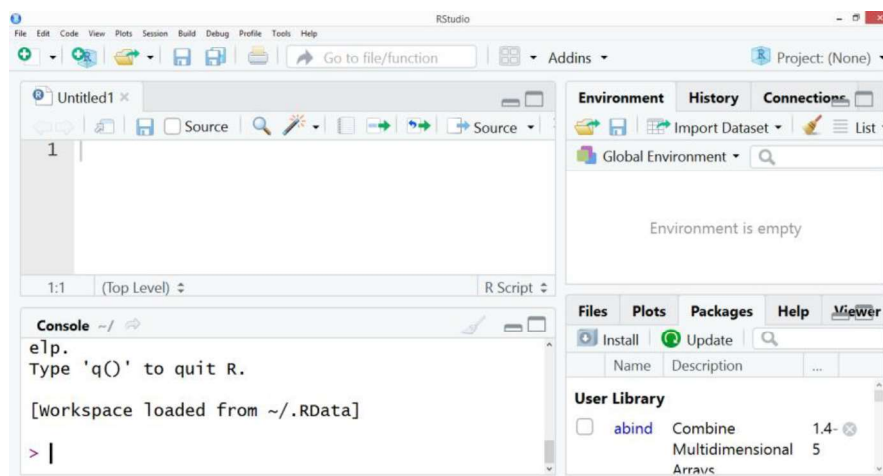 RStudio
File Edit Code View Plots Session Build Debug Profile Tools Help
Go to file/function Addins Project: (None)
Untitled1
Source Source
1
1:1 (Top Level) R Script
Console ~/
elp.
Type 'q()' to quit R.
[Workspace loaded from ~/.RData]
>
Environment History Connections
Import Dataset List
Global Environment
Environment is empty
Files Plots Packages Help Viewer
Install Update
Name Description ...
User Library
abind Combine 1.4-
Multidimensional 5
Arrays